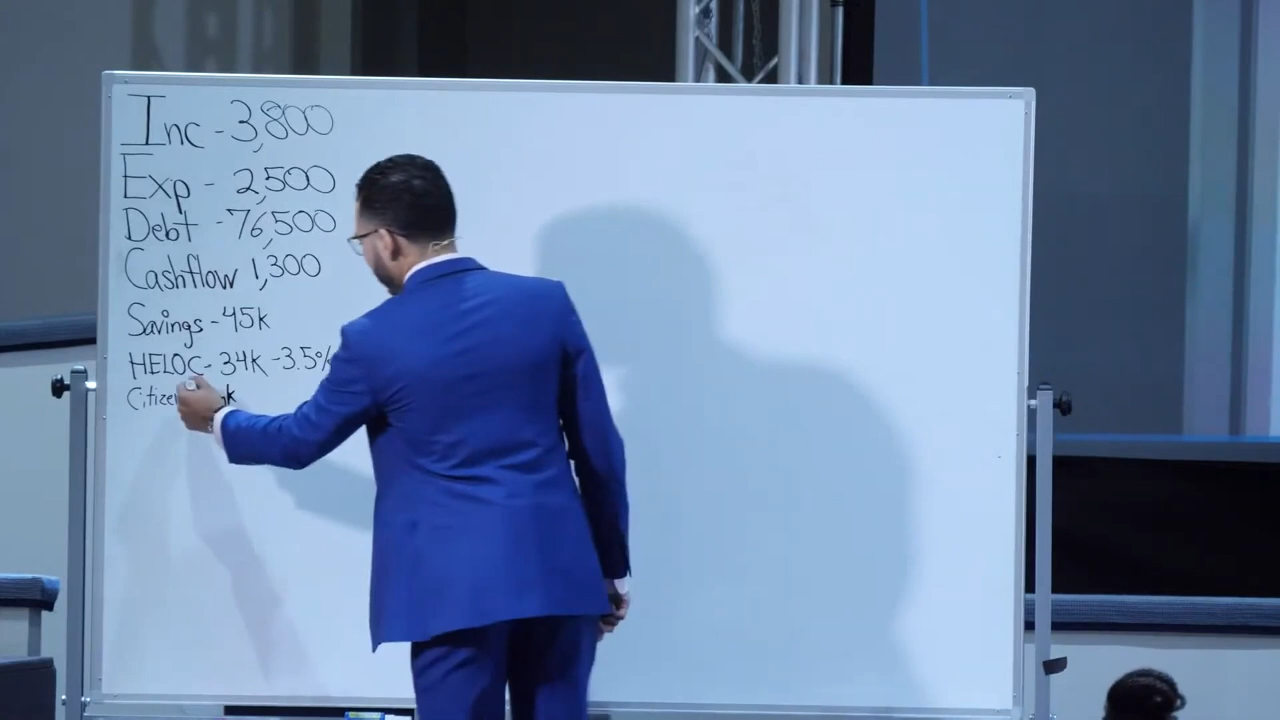 Inc - 3,800
Exp - 2,500
Debt - 76,500
Cashflow 1,300
Savings - 45k
HELOC - 34k - 3.5%